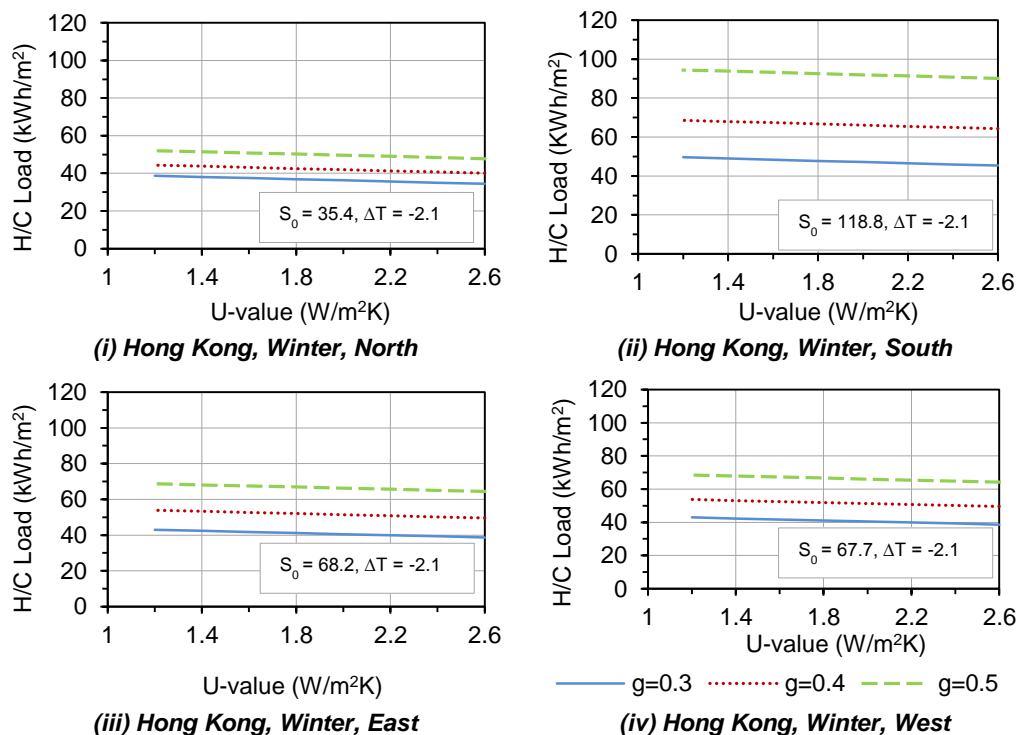 120
100
80
60
40
20
0
H/C Load (kWh/m²)
S₀ = 35.4, ΔT = -2.1
1 1.4 1.8 2.2 2.6
U-value (W/m²K)
(i) Hong Kong, Winter, North
120
100
80
60
40
20
0
H/C Load (KWh/m²)
S₀ = 118.8, ΔT = -2.1
1 1.4 1.8 2.2 2.6
U-value (W/m²K)
(ii) Hong Kong, Winter, South
120
100
80
60
40
20
0
H/C Load (kWh/m²)
S₀ = 68.2, ΔT = -2.1
1 1.4 1.8 2.2 2.6
U-value (W/m²K)
(iii) Hong Kong, Winter, East
120
100
80
60
40
20
0
H/C Load (kWh/m²)
S₀ = 67.7, ΔT = -2.1
1 1.4 1.8 2.2 2.6
U-value (W/m²K)
g=0.3 g=0.4 g=0.5
(iv) Hong Kong, Winter, West